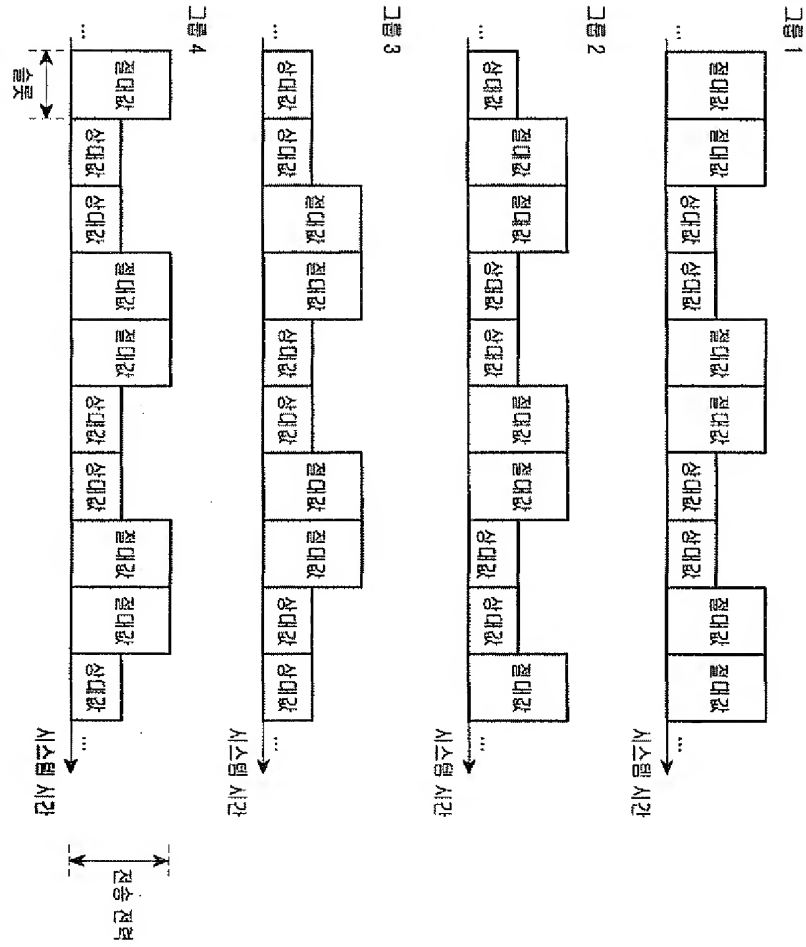 그룹 1
... 절대값 절대값 상대값 상대값 절대값 절대값 상대값 상대값 절대값 절대값 ...
시스템 시간
그룹 2
... 상대값 절대값 절대값 상대값 상대값 절대값 절대값 상대값 상대값 절대값 ...
시스템 시간
그룹 3
... 상대값 상대값 절대값 절대값 상대값 상대값 절대값 절대값 상대값 상대값 ...
시스템 시간
그룹 4
... 절대값 상대값 상대값 절대값 절대값 상대값 상대값 절대값 절대값 상대값 ...
시스템 시간
전송 전력
슬롯